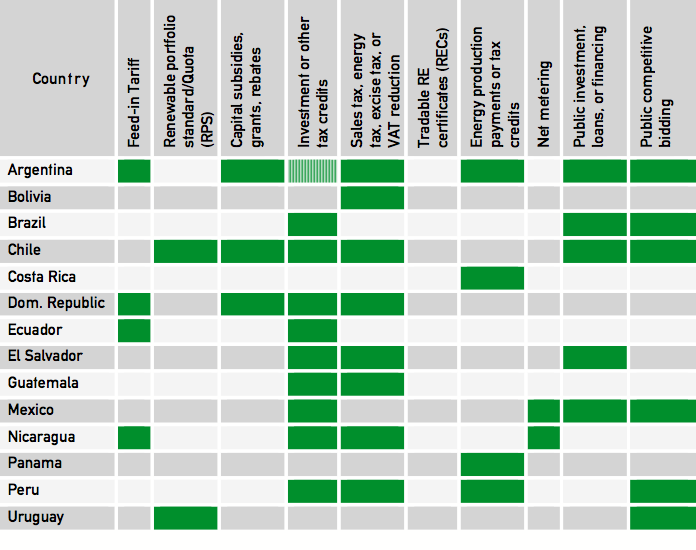 Country
Feed-in Tariff
Renewable portfolio
standard/Quota
(RPS)
Capital subsidies,
grants, rebates
Investment or other
tax credits
Sales tax, energy
tax, excise tax, or
VAT reduction
Tradable RE
certificates (RECs)
Energy production
payments or tax
credits
Net metering
Public investment,
loans, or financing
Public competitive
bidding
Argentina
Bolivia
Brazil
Chile
Costa Rica
Dom. Republic
Ecuador
El Salvador
Guatemala
Mexico
Nicaragua
Panama
Peru
Uruguay